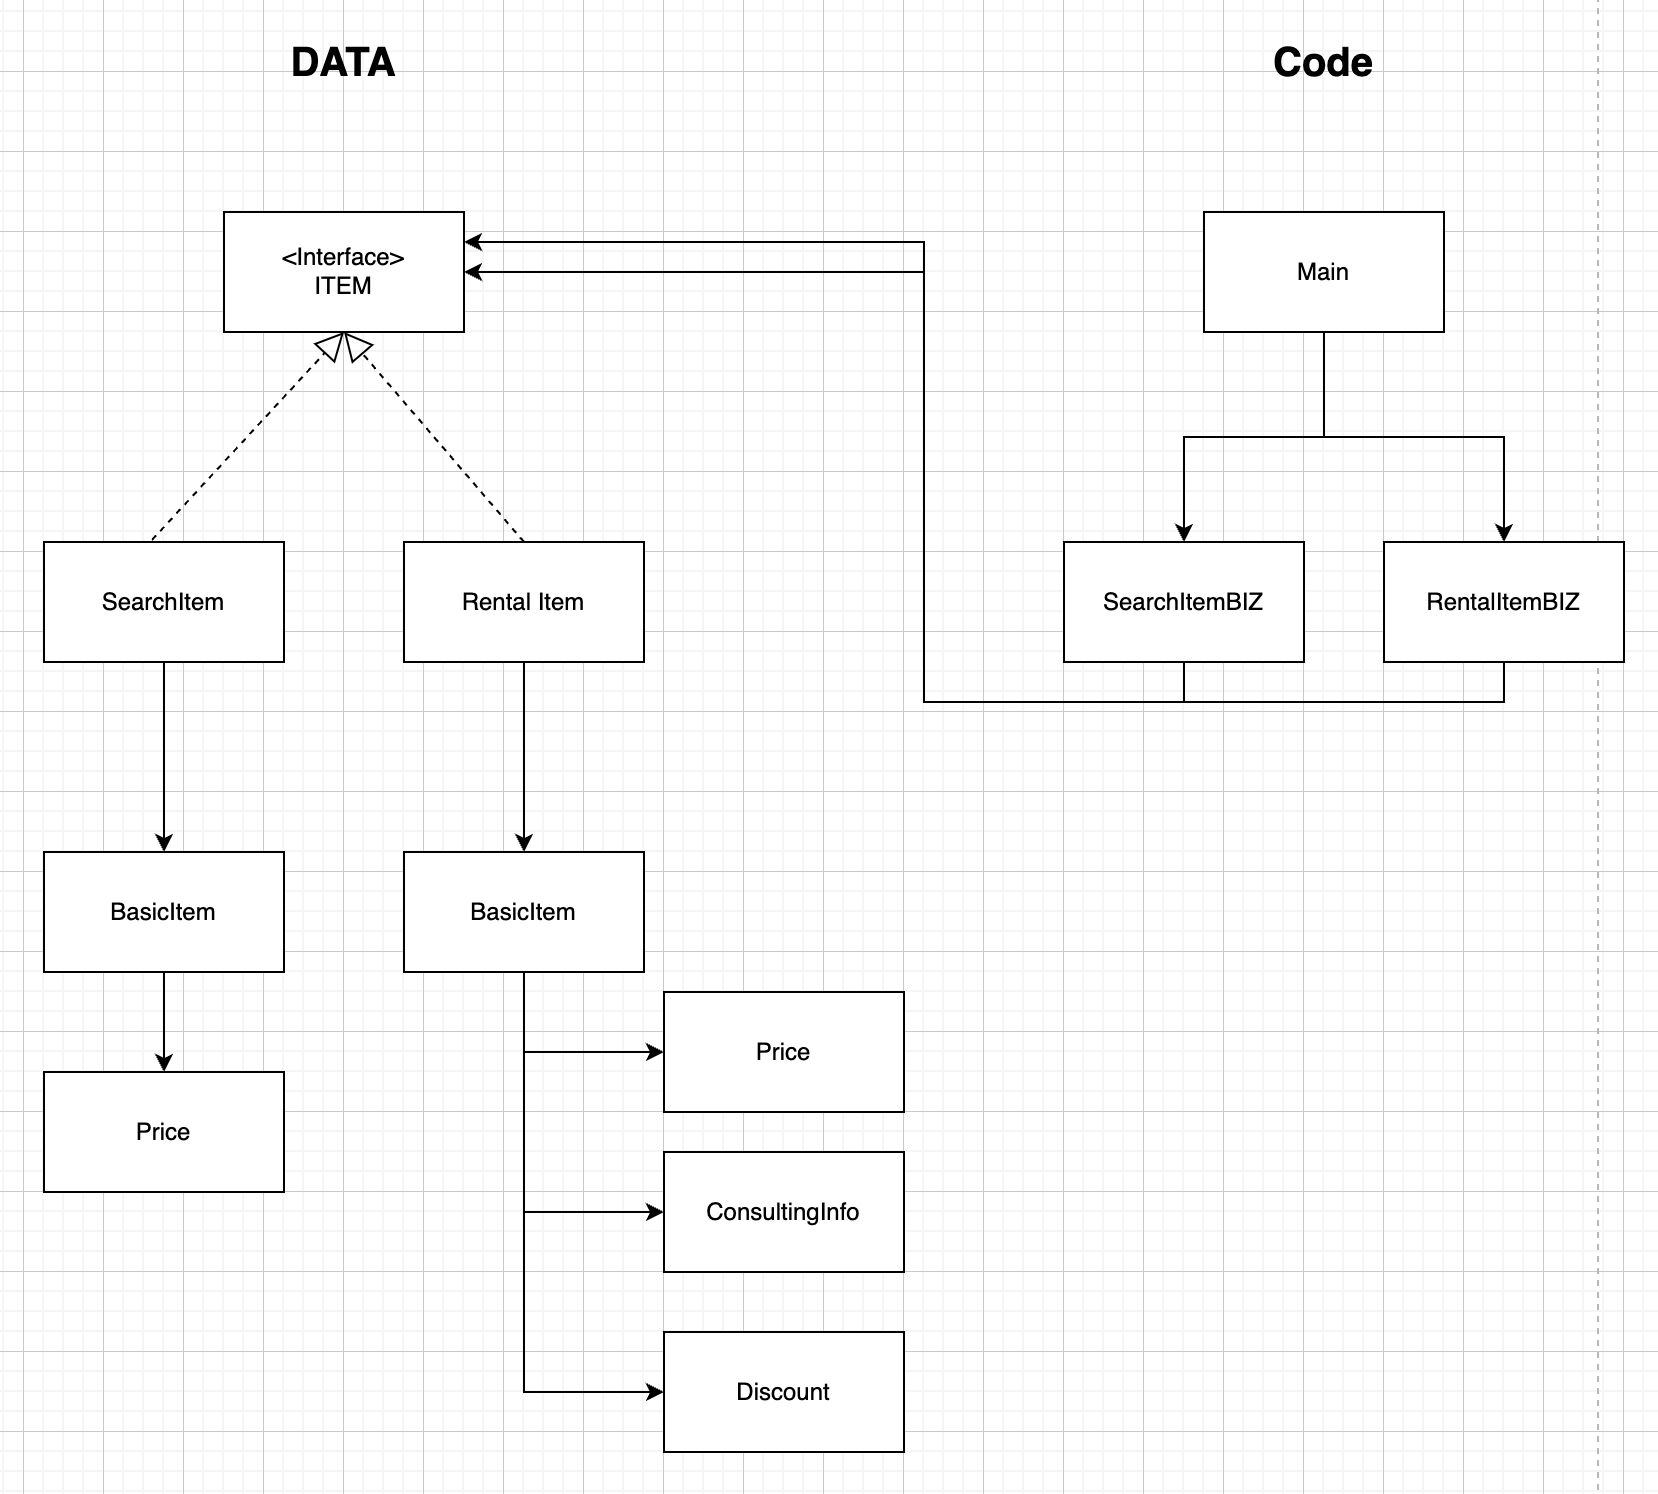 DATA
Code
<Interface>
ITEM
Main
SearchItem
Rental Item
SearchItemBIZ
RentalItemBIZ
BasicItem
BasicItem
Price
Price
ConsultingInfo
Discount